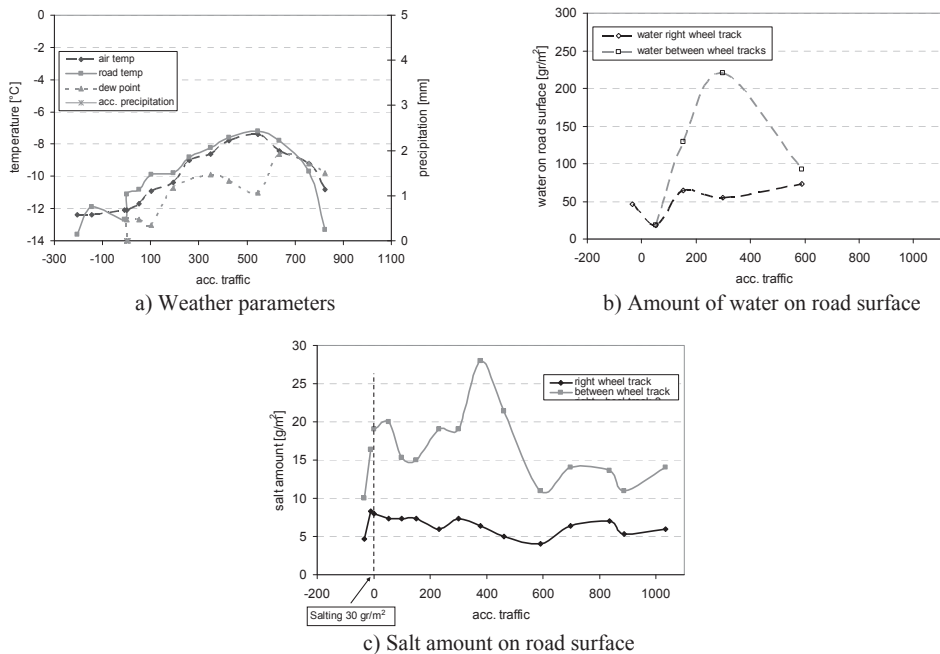 0
-2
-4
-6
-8
-10
-12
-14
temperature [°C]
air temp
road temp
dew point
acc. precipitation
5
4
3
2
1
0
precipitation [mm]
-300 -100 100 300 500 700 900 1100
acc. traffic
a) Weather parameters
300
250
200
150
100
50
0
water on road surface [gr/m²]
water right wheel track
water between wheel tracks
-200 0 200 400 600 800 1000
acc. traffic
b) Amount of water on road surface
30
25
20
15
10
5
0
salt amount [g/m²]
right wheel track
between wheel track
-200 0 200 400 600 800 1000
Salting 30 gr/m²
acc. traffic
c) Salt amount on road surface